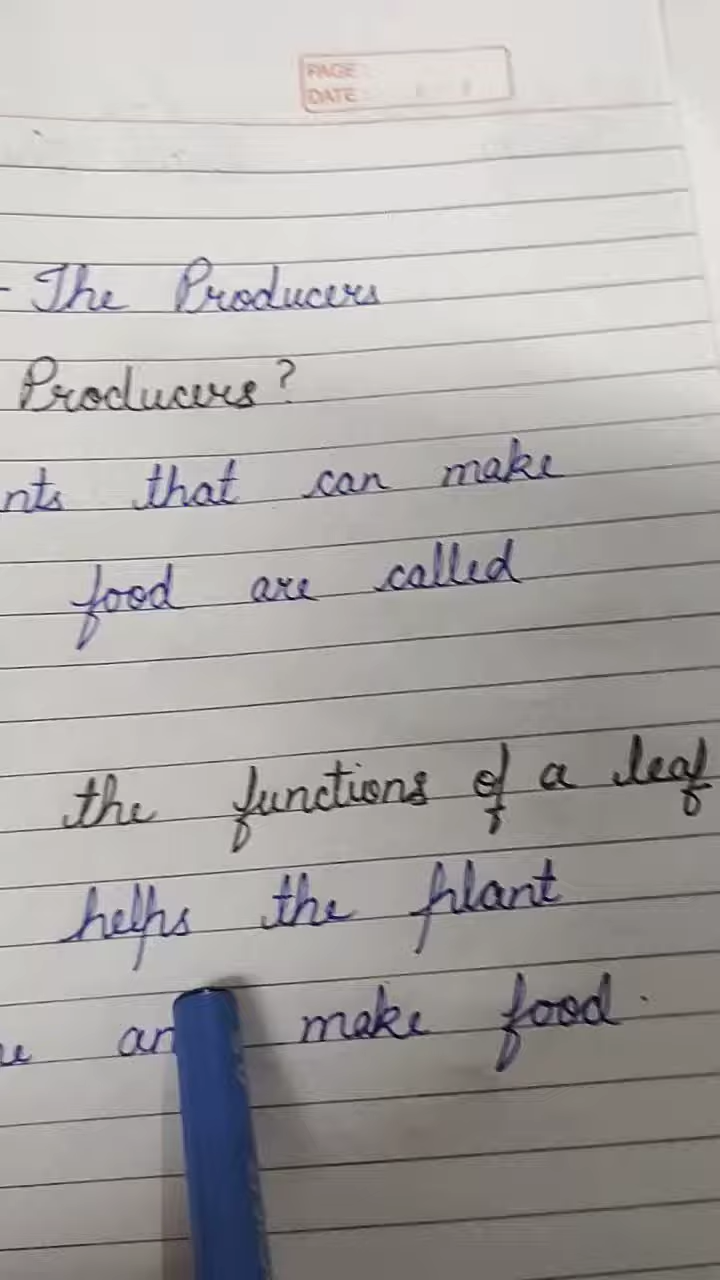 PAGE:
DATE:
- The Producers
Producers?
nts that can make
food are called
the functions of a leaf
helps the plant
make food.